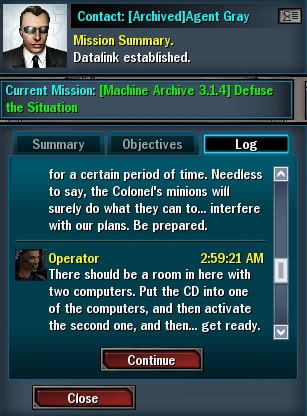 Contact: [Archived]Agent Gray
Mission Summary.
Datalink established.
Current Mission: [Machine Archive 3.1.4] Defuse
the Situation
Summary Objectives Log
for a certain period of time. Needless
to say, the Colonel's minions will
surely do what they can to... interfere
with our plans. Be prepared.
Operator 2:59:21 AM
There should be a room in here with
two computers. Put the CD into one
of the computers, and then activate
the second one, and then... get ready.
Continue
Close